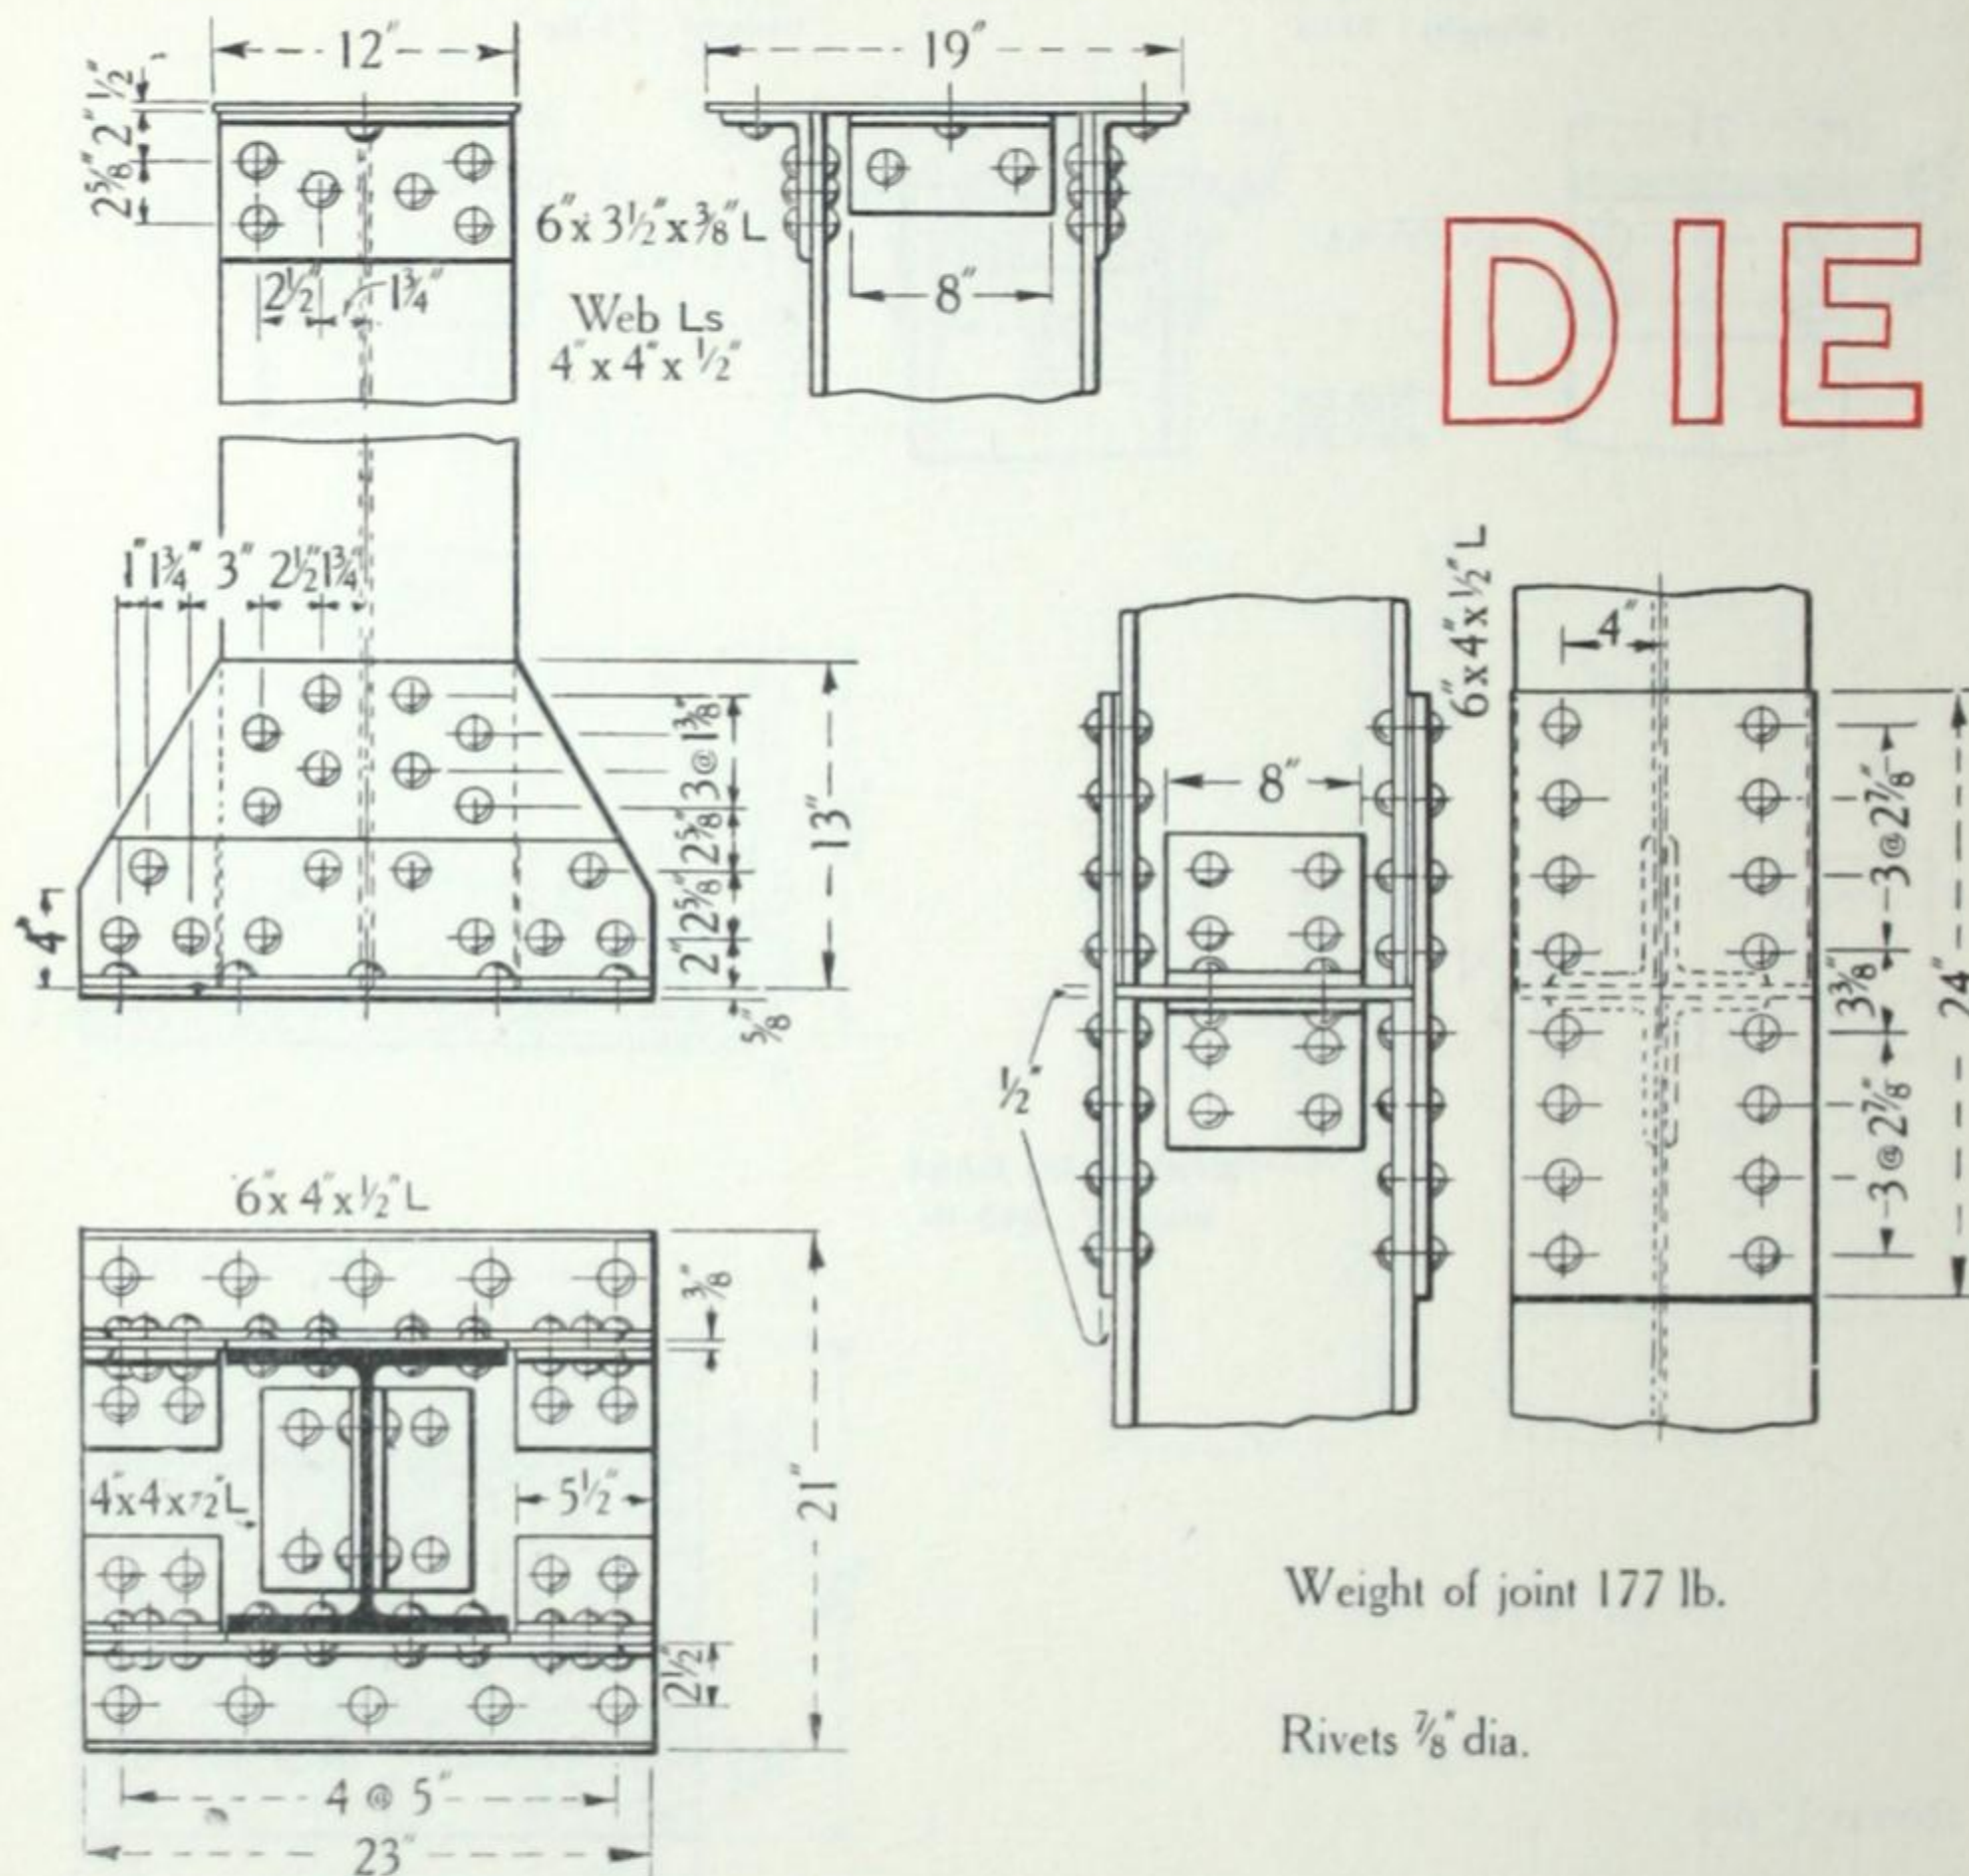 12″
19″
½″
2″
2⅝″
6″x 3½″x ⅜″ L
2½″ 1¾″
Web Ls
4″x 4″x ½″
8″
DIE
1″ 1¾″ 3″ 2½″ 1¾″
3@1⅜″
2⅝″
2⅝″
2″
13″
4″
⅝″
6″x 4″x ½″ L
4″
8″
3@2⅞″
3⅜″
24″
½″
3@2⅞″
6″x 4″x ½″ L
⅜″
21″
4″x4″x½″L
5½″
2½″
4 @ 5″
23″
Weight of joint 177 lb.
Rivets ⅞″ dia.